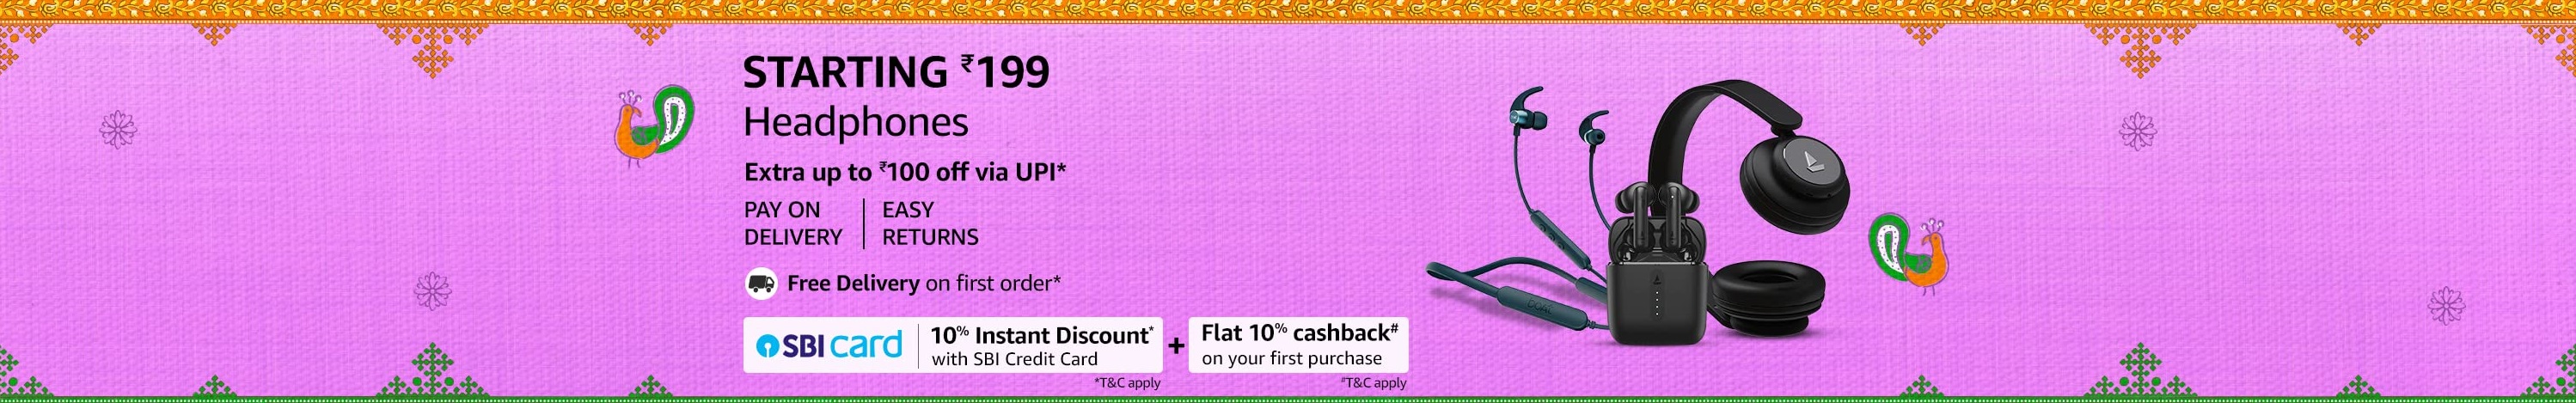 STARTING ₹199
Headphones
Extra up to ₹100 off via UPI*
PAY ON DELIVERY
EASY RETURNS
Free Delivery on first order*
SBI card
10% Instant Discount*
with SBI Credit Card
+
Flat 10% cashback#
on your first purchase
*T&C apply
#T&C apply
boAt